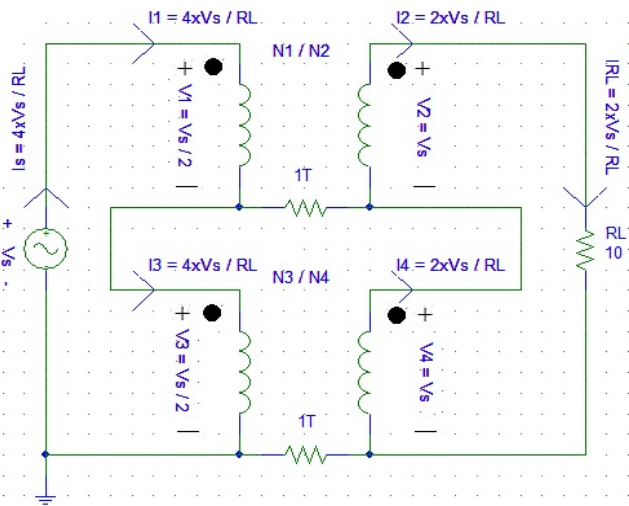 I1 = 4xVs / RL
I2 = 2xVs / RL
N1 / N2
Is = 4xVs / RL
+
V1 = Vs / 2
—
+
V2 = Vs
—
IRL = 2xVs / RL
1T
+
Vs
-
RL
10
I3 = 4xVs / RL
I4 = 2xVs / RL
N3 / N4
+
V3 = Vs / 2
—
+
V4 = Vs
—
1T